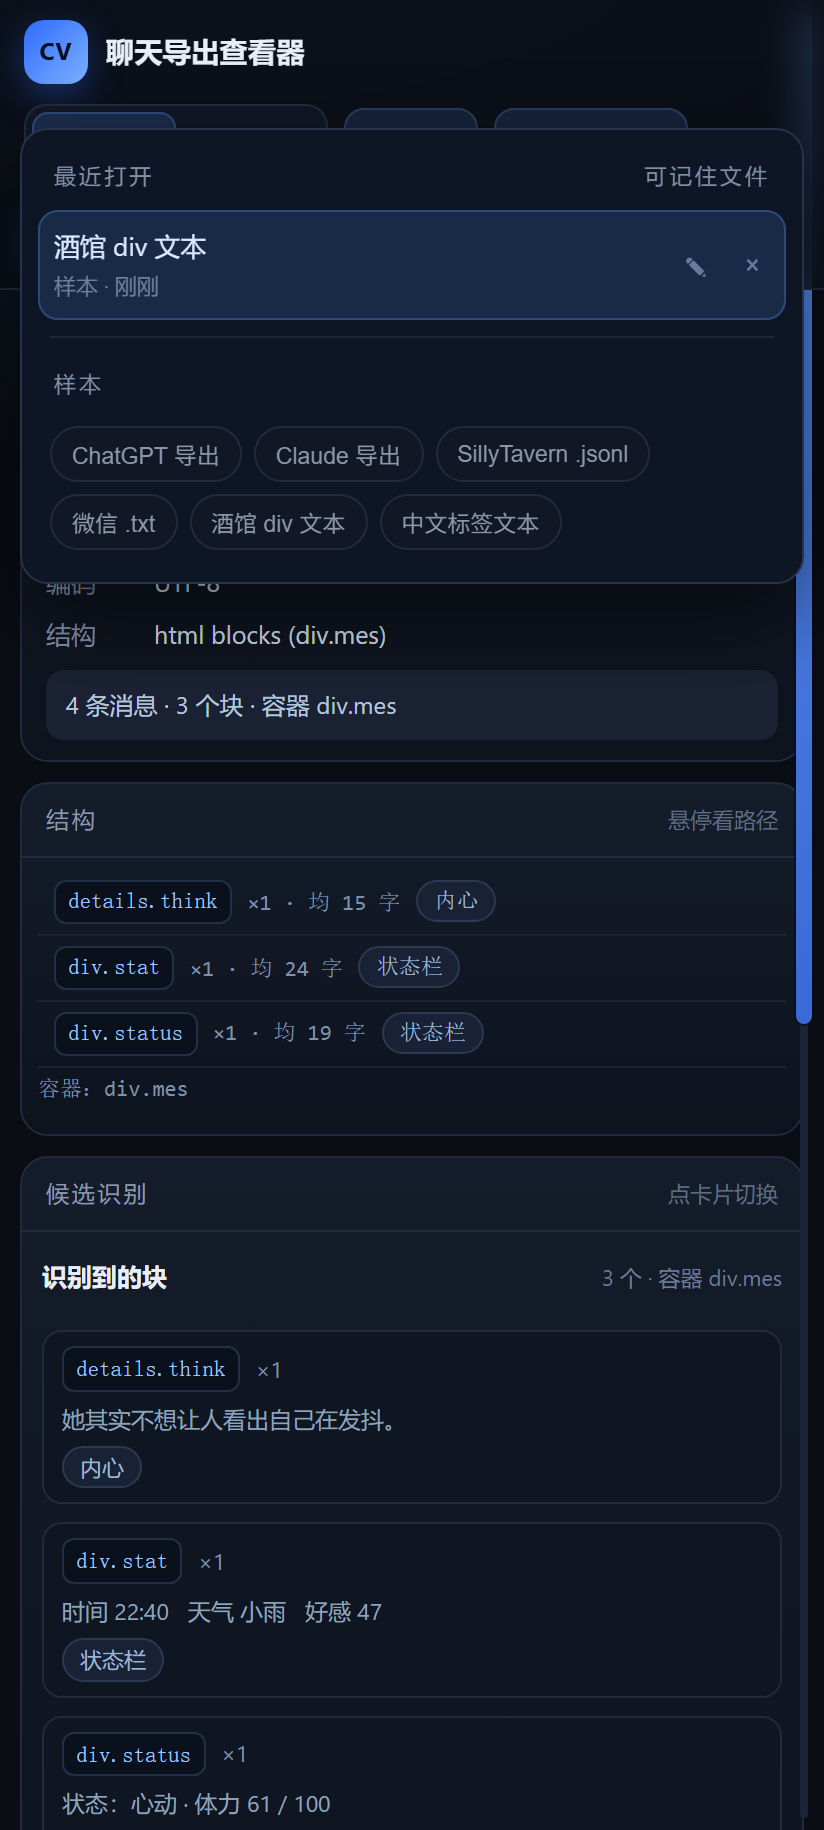 CV 聊天导出查看器
最近打开 可记住文件
酒馆 div 文本
样本 · 刚刚
×
样本
ChatGPT 导出 Claude 导出 SillyTavern .jsonl
微信 .txt 酒馆 div 文本 中文标签文本
编码 UTF-8
结构 html blocks (div.mes)
4 条消息 · 3 个块 · 容器 div.mes
结构 悬停看路径
details.think ×1 · 均 15 字 内心
div.stat ×1 · 均 24 字 状态栏
div.status ×1 · 均 19 字 状态栏
容器: div.mes
候选识别 点卡片切换
识别到的块 3 个 · 容器 div.mes
details.think ×1
她其实不想让人看出自己在发抖。
内心
div.stat ×1
时间 22:40 天气 小雨 好感 47
状态栏
div.status ×1
状态：心动 · 体力 61 / 100